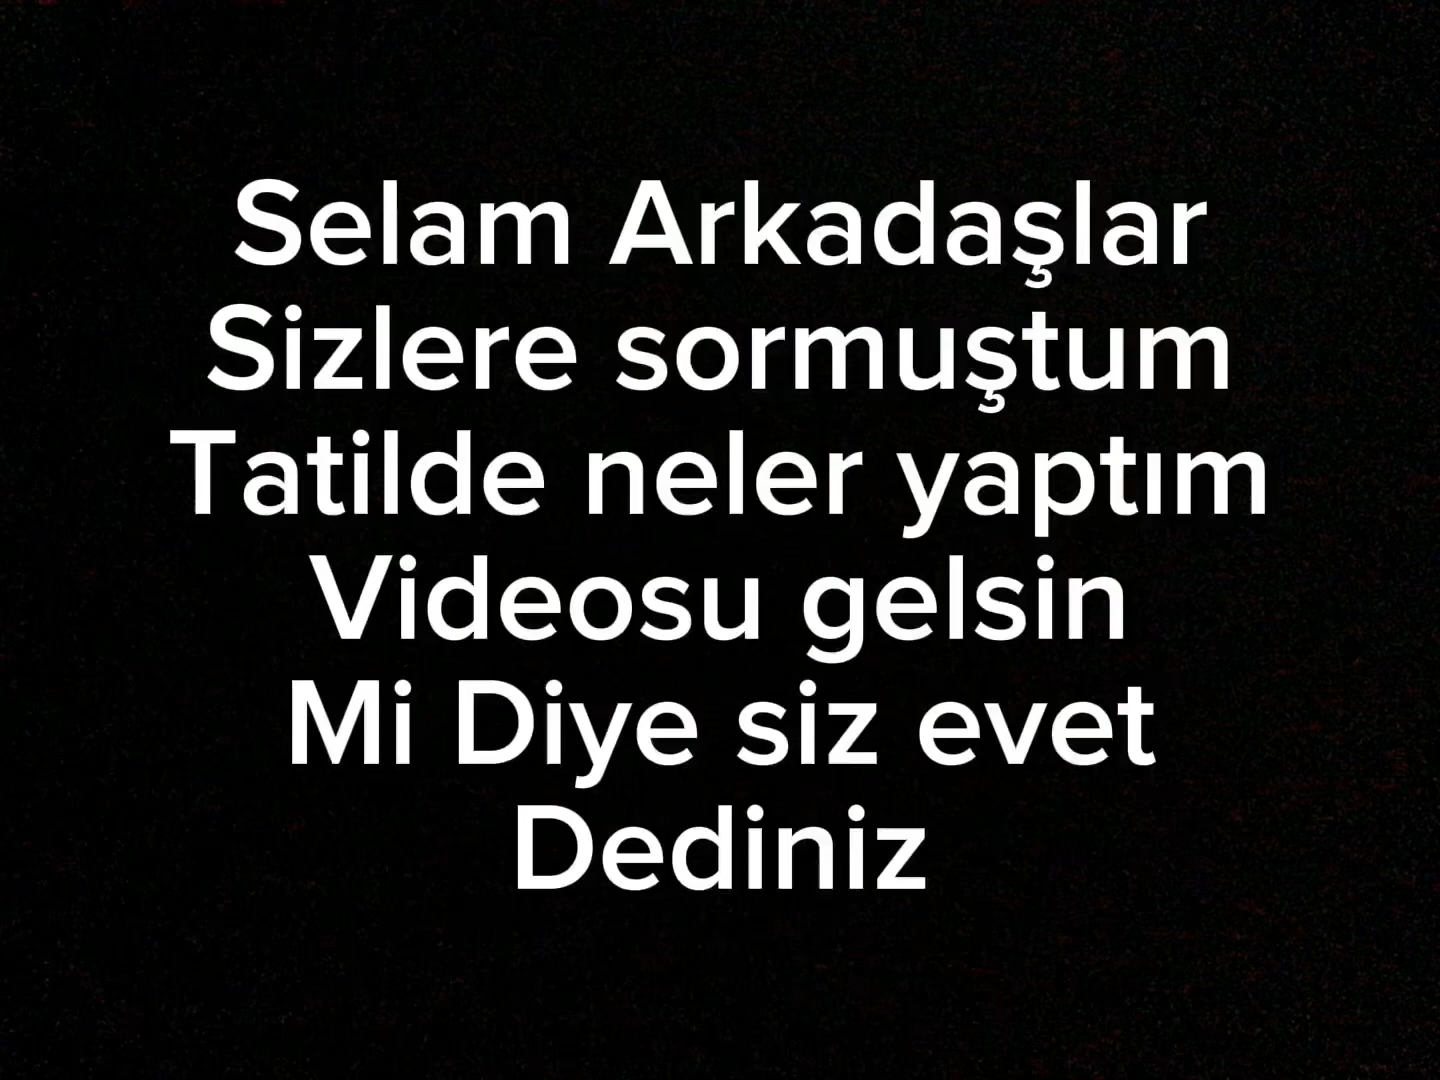 Selam Arkadaşlar
Sizlere sormuştum
Tatilde neler yaptım
Videosu gelsin
Mi Diye siz evet
Dediniz